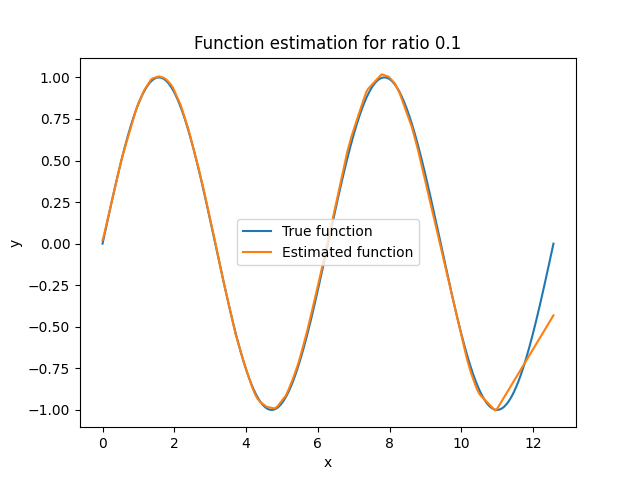 Function estimation for ratio 0.1
1.00
0.75
0.50
0.25
0.00
−0.25
−0.50
−0.75
−1.00
y
True function
Estimated function
0 2 4 6 8 10 12
x